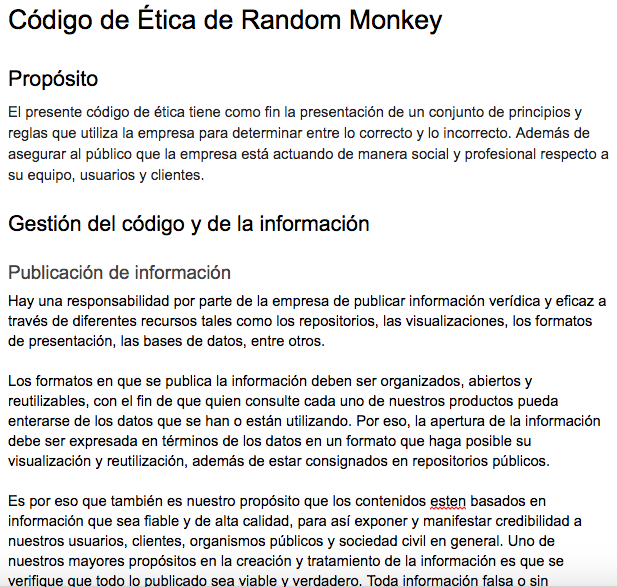 Código de Ética de Random Monkey
Propósito
El presente código de ética tiene como fin la presentación de un conjunto de principios y
reglas que utiliza la empresa para determinar entre lo correcto y lo incorrecto. Además de
asegurar al público que la empresa está actuando de manera social y profesional respecto a
su equipo, usuarios y clientes.
Gestión del código y de la información
Publicación de información
Hay una responsabilidad por parte de la empresa de publicar información verídica y eficaz a
través de diferentes recursos tales como los repositorios, las visualizaciones, los formatos
de presentación, las bases de datos, entre otros.
Los formatos en que se publica la información deben ser organizados, abiertos y
reutilizables, con el fin de que quien consulte cada uno de nuestros productos pueda
enterarse de los datos que se han o están utilizando. Por eso, la apertura de la información
debe ser expresada en términos de los datos en un formato que haga posible su
visualización y reutilización, además de estar consignados en repositorios públicos.
Es por eso que también es nuestro propósito que los contenidos esten basados en
información que sea fiable y de alta calidad, para así exponer y manifestar credibilidad a
nuestros usuarios, clientes, organismos públicos y sociedad civil en general. Uno de
nuestros mayores propósitos en la creación y tratamiento de la información es que se
verifique que todo lo publicado sea viable y verdadero. Toda información falsa o sin